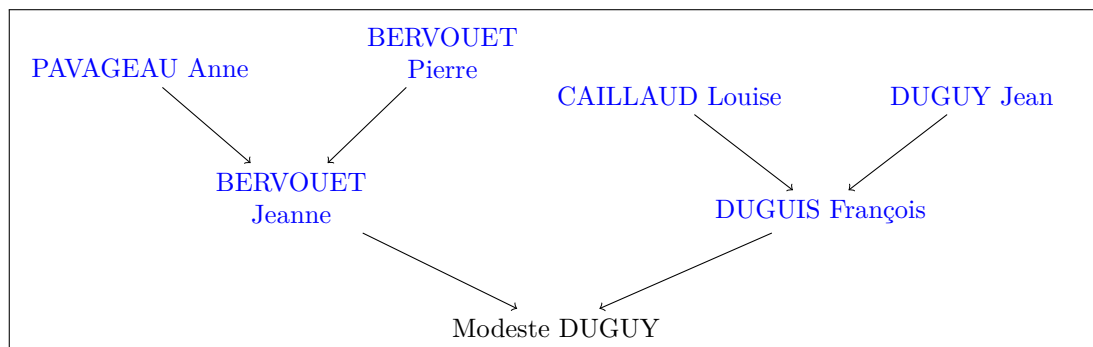 PAVAGEAU Anne
BERVOUET
Pierre
CAILLAUD Louise
DUGUY Jean
BERVOUET
Jeanne
DUGUIS François
Modeste DUGUY